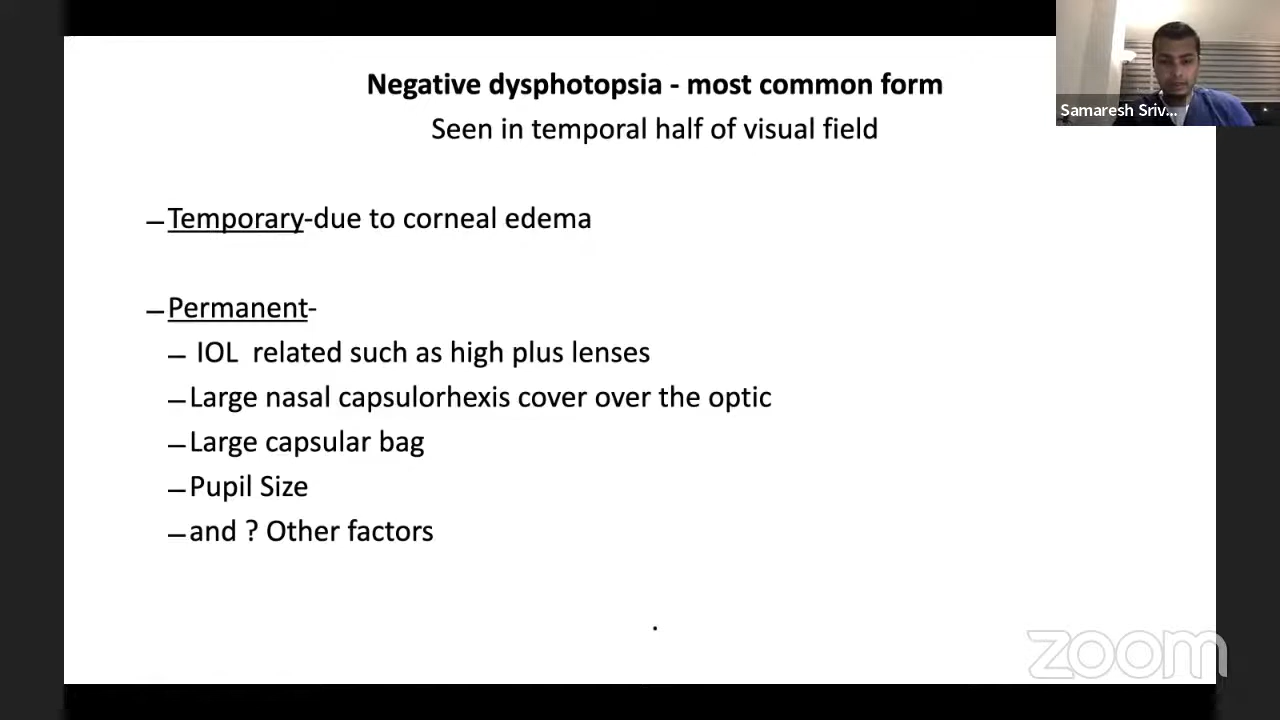 Negative dysphotopsia - most common form
Seen in temporal half of visual field
Samaresh Sriv...
– Temporary-due to corneal edema
– Permanent-
– IOL related such as high plus lenses
– Large nasal capsulorhexis cover over the optic
– Large capsular bag
– Pupil Size
– and ? Other factors
.
zoom